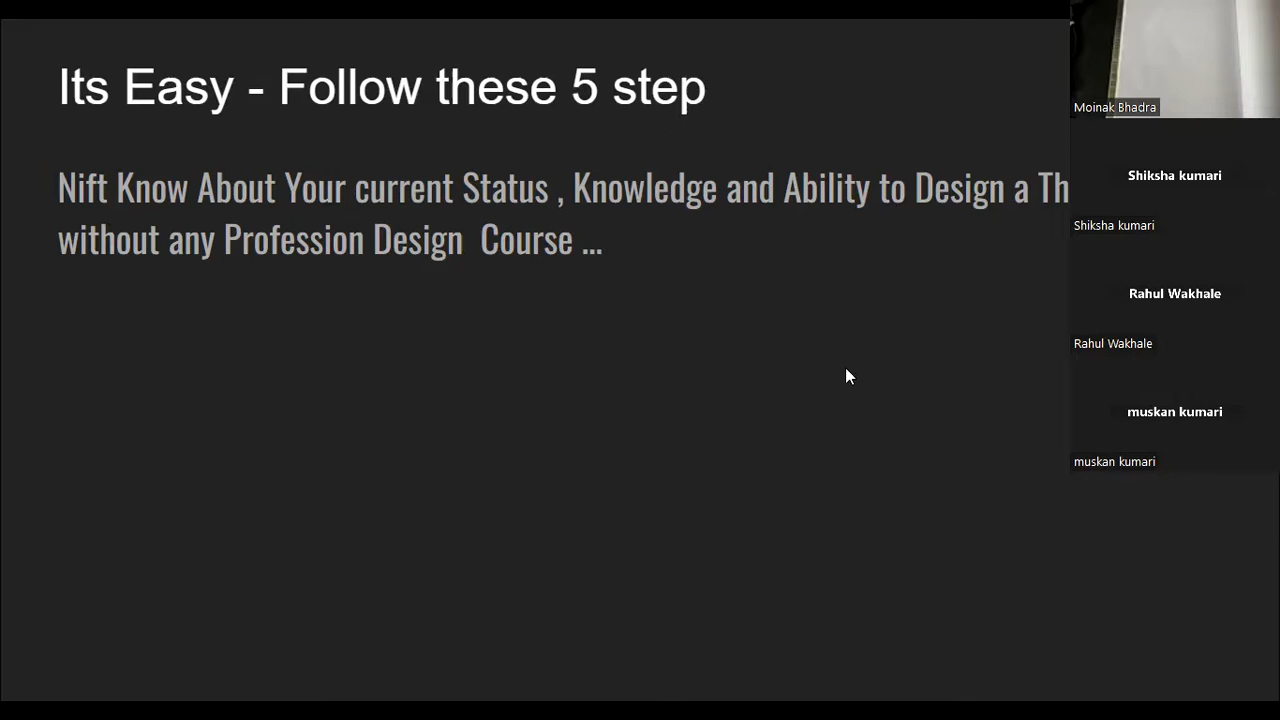 Its Easy - Follow these 5 step
Nift Know About Your current Status , Knowledge and Ability to Design a
without any Profession Design Course ...
Moinak Bhadra
Shiksha kumari
Shiksha kumari
Rahul Wakhale
Rahul Wakhale
muskan kumari
muskan kumari